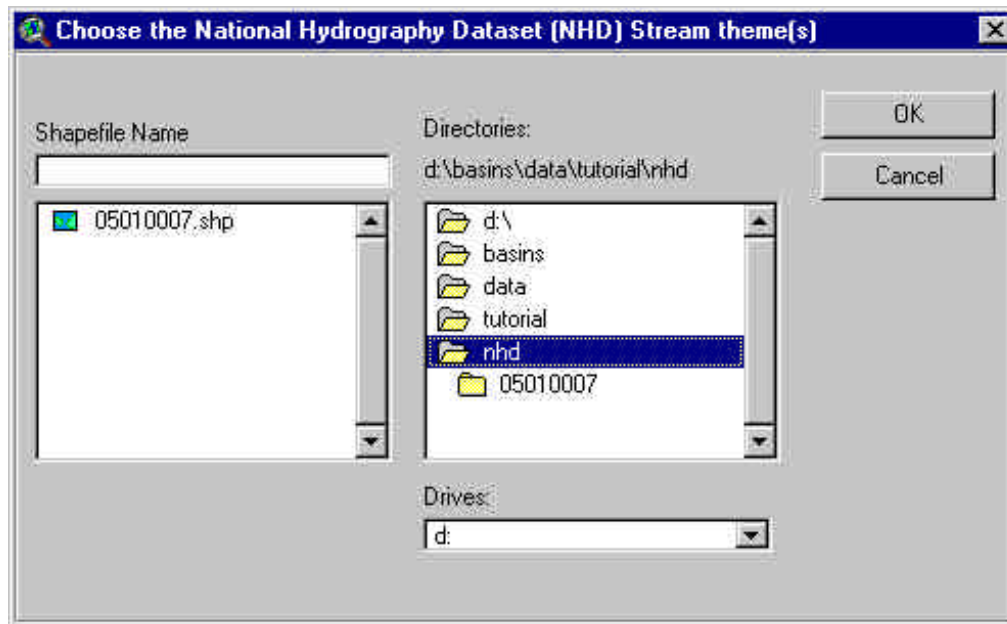 Choose the National Hydrography Dataset (NHD) Stream theme(s)
Shapefile Name
05010007.shp
Directories:
d:\basins\data\tutorial\nhd
d:\
basins
data
tutorial
nhd
05010007
Drives:
d:
OK
Cancel